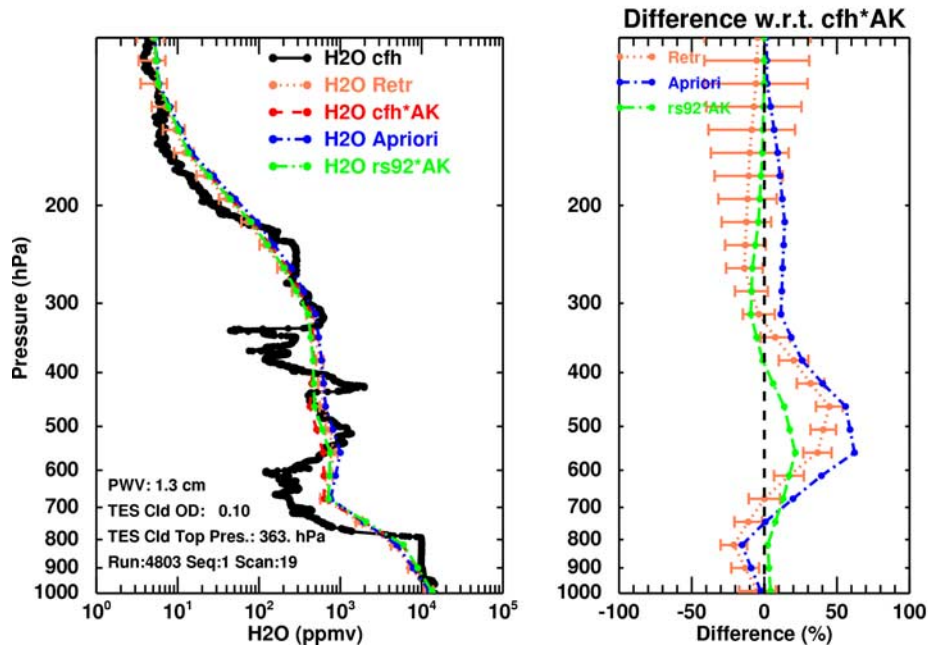 Difference w.r.t. cfh*AK
H2O cfh
H2O Retr
H2O cfh*AK
H2O Apriori
H2O rs92*AK
Pressure (hPa)
200
300
400
500
600
700
800
900
1000
PWV: 1.3 cm
TES Cld OD: 0.10
TES Cld Top Pres.: 363. hPa
Run:4803 Seq:1 Scan:19
10^0 10^1 10^2 10^3 10^4 10^5
H2O (ppmv)
Retr
Apriori
rs92*AK
200
300
400
500
600
700
800
900
1000
-100 -50 0 50 100
Difference (%)